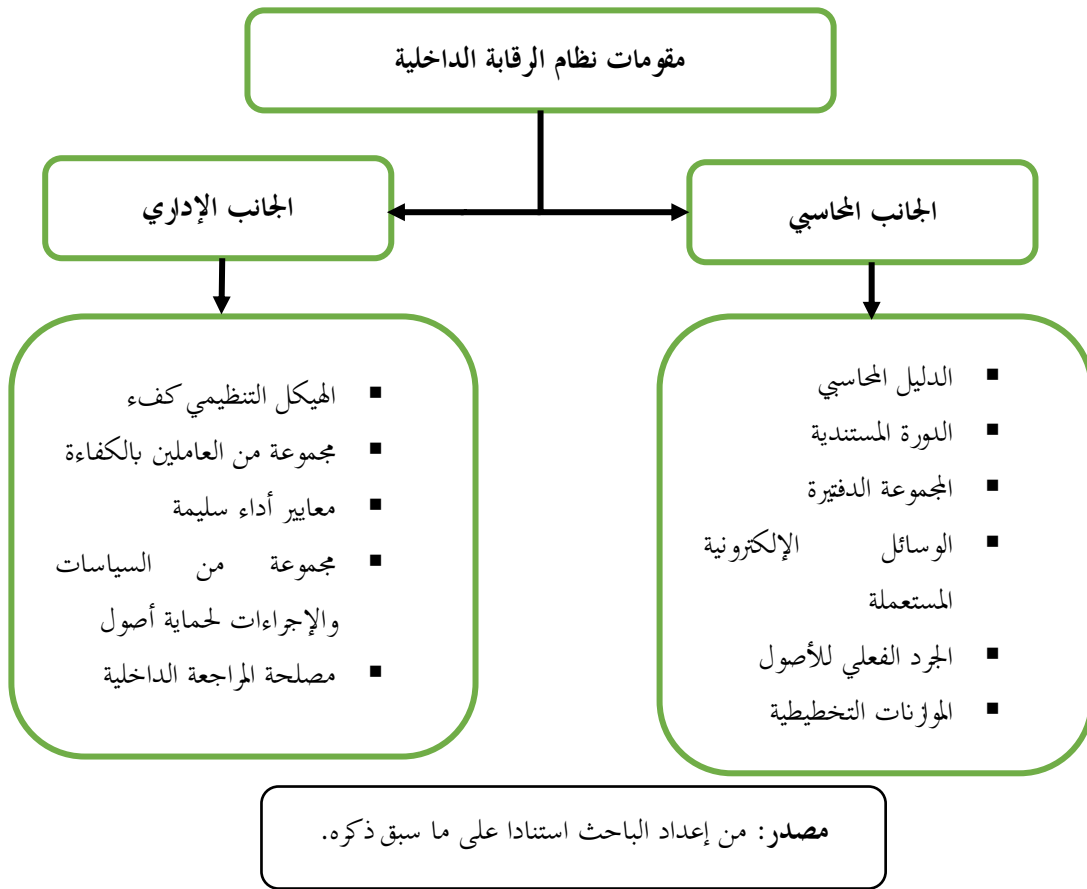 مقومات نظام الرقابة الداخلية
الجانب المحاسبي
الجانب الإداري
▪ الدليل المحاسبي
▪ الدورة المستندية
▪ المجموعة الدفتيرة
▪ الوسائل الإلكترونية
المستعملة
▪ الجرد الفعلي للأصول
▪ الموازنات التخطيطية
▪ الهيكل التنظيمي كفء
▪ مجموعة من العاملين بالكفاءة
▪ معايير أداء سليمة
▪ مجموعة من السياسات
والإجراءات لحماية أصول
▪ مصلحة المراجعة الداخلية
مصدر: من إعداد الباحث استنادا على ما سبق ذكره.